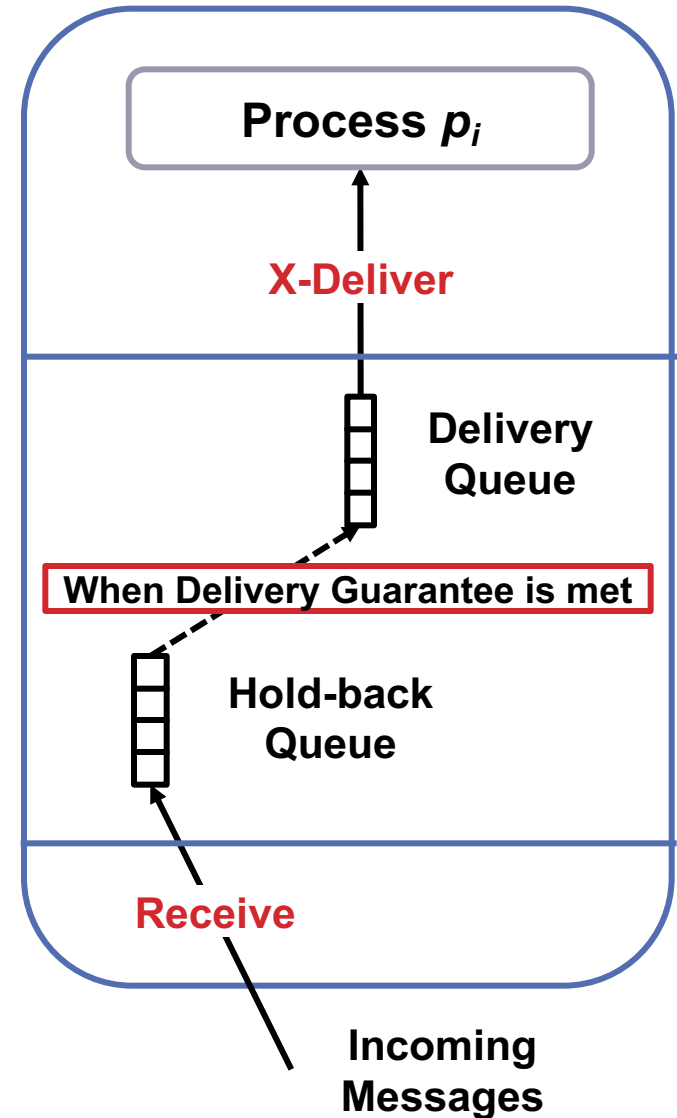 Process pi
X-Deliver
Delivery
Queue
When Delivery Guarantee is met
Hold-back
Queue
Receive
Incoming
Messages